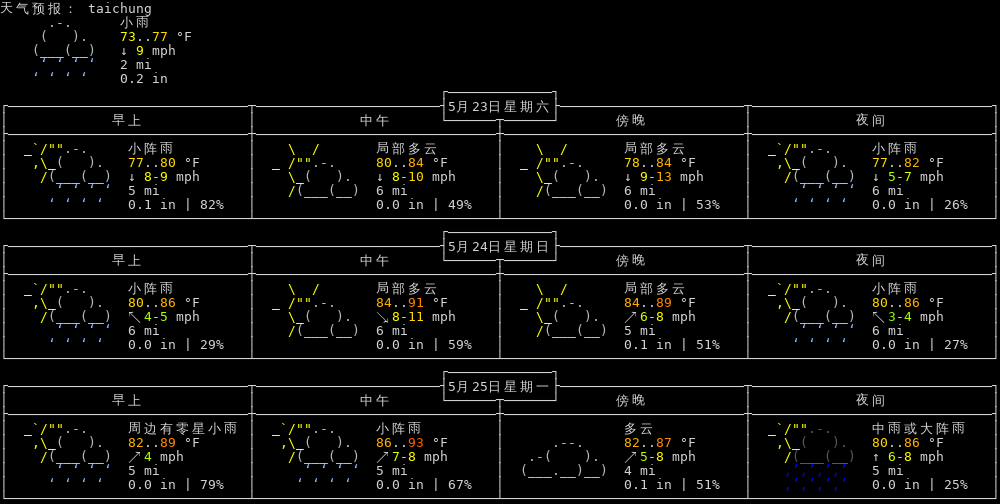 天气预报： taichung
小雨
73..77 °F
↓ 9 mph
2 mi
0.2 in
5月23日星期六
早上 中午 傍晚 夜间
小阵雨 局部多云 局部多云 小阵雨
77..80 °F 80..84 °F 78..84 °F 77..82 °F
↓ 8-9 mph ↓ 8-10 mph ↓ 9-13 mph ↓ 5-7 mph
5 mi 6 mi 6 mi 6 mi
0.1 in | 82% 0.0 in | 49% 0.0 in | 53% 0.0 in | 26%
5月24日星期日
早上 中午 傍晚 夜间
小阵雨 局部多云 局部多云 小阵雨
80..86 °F 84..91 °F 84..89 °F 80..86 °F
↖ 4-5 mph ↘ 8-11 mph ↗ 6-8 mph ↖ 3-4 mph
6 mi 6 mi 5 mi 6 mi
0.0 in | 29% 0.0 in | 59% 0.1 in | 51% 0.0 in | 27%
5月25日星期一
早上 中午 傍晚 夜间
周边有零星小雨 小阵雨 多云 中雨或大阵雨
82..89 °F 86..93 °F 82..87 °F 80..86 °F
↗ 4 mph ↗ 7-8 mph ↗ 5-8 mph ↑ 6-8 mph
5 mi 5 mi 4 mi 5 mi
0.0 in | 79% 0.0 in | 67% 0.1 in | 51% 0.0 in | 25%